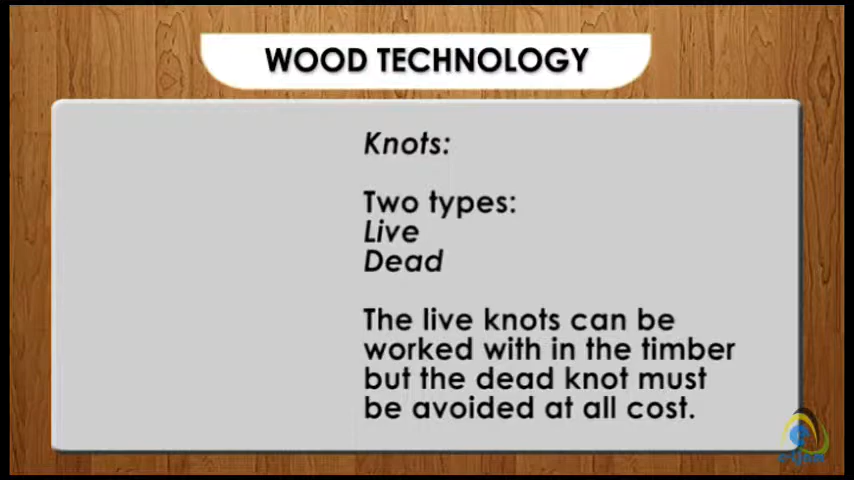 WOOD TECHNOLOGY
Knots:
Two types:
Live
Dead
The live knots can be
worked with in the timber
but the dead knot must
be avoided at all cost.